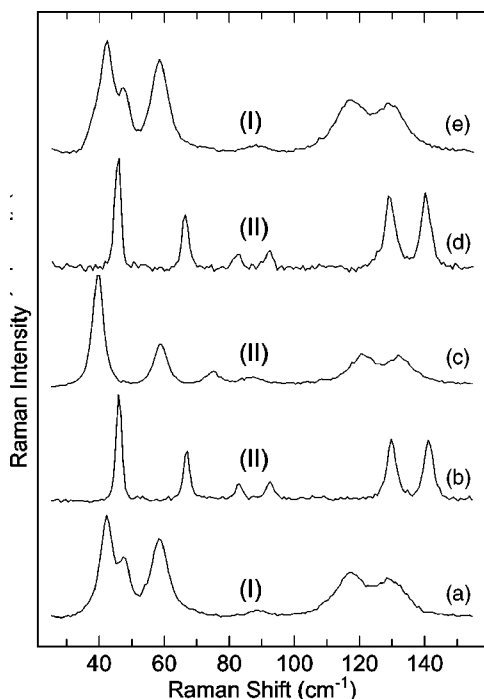 (I)
(e)
(II)
(d)
(II)
(c)
(II)
(b)
(I)
(a)
Raman Intensity
40 60 80 100 120 140
Raman Shift (cm⁻¹)